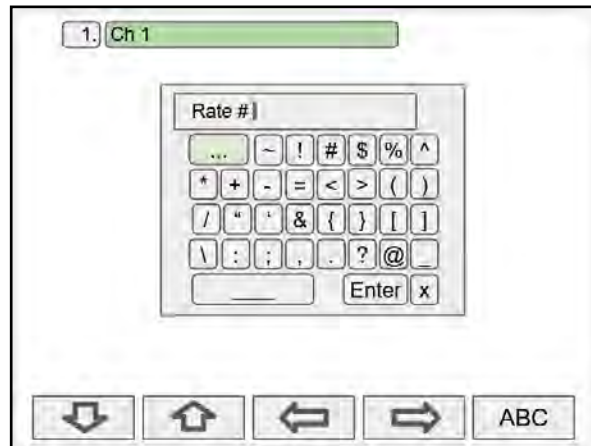 1. Ch 1
Rate #
... ~ ! # $ % ^
* + - = < > ( )
/ “ ‘ & { } [ ]
\ : ; , . ? @ _
Enter x
ABC